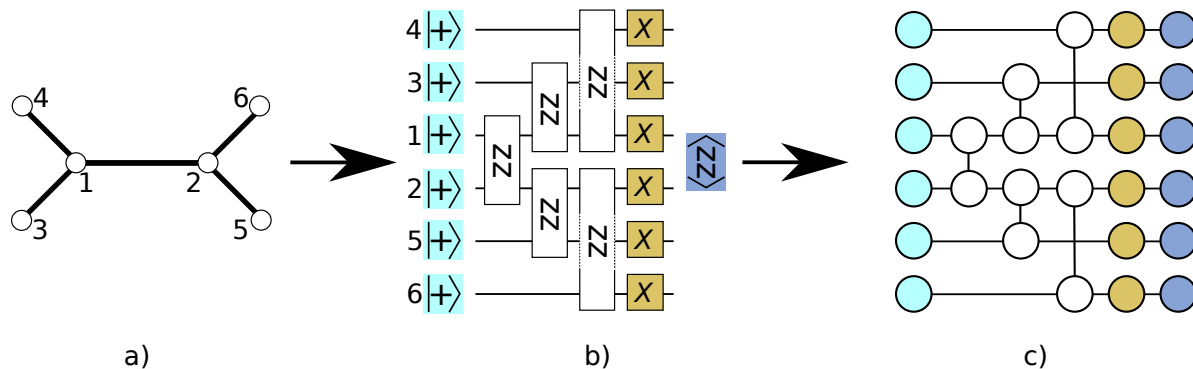 4 6
1 2
3 5
a)
4 |+⟩ X
3 |+⟩ ZZ ZZ X
1 |+⟩ ZZ X
⟨ZZ⟩
2 |+⟩ ZZ ZZ X
5 |+⟩ X
6 |+⟩ X
b)
c)